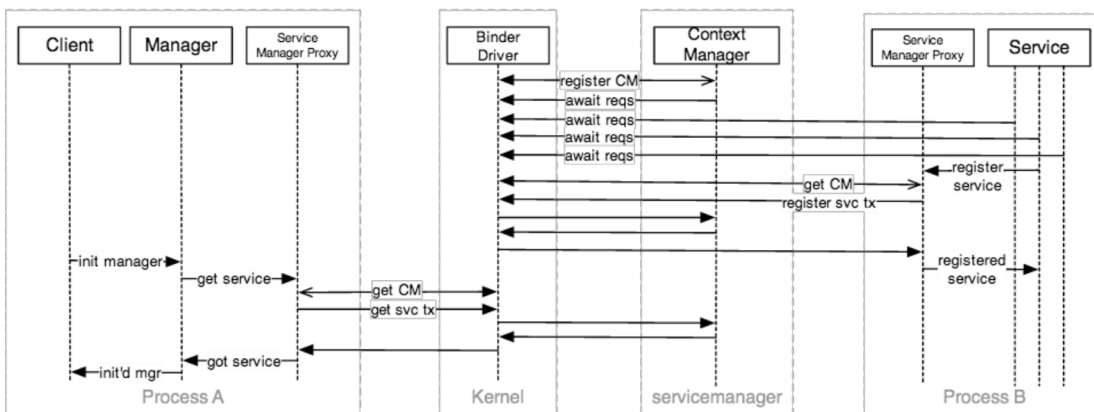 Client
Manager
Service
Manager Proxy
Binder
Driver
Context
Manager
Service
Manager Proxy
Service
register CM
await reqs
await reqs
await reqs
await reqs
register
service
get CM
register svc tx
init manager
registered
service
get service
get CM
get svc tx
got service
init'd mgr
Process A
Kernel
servicemanager
Process B